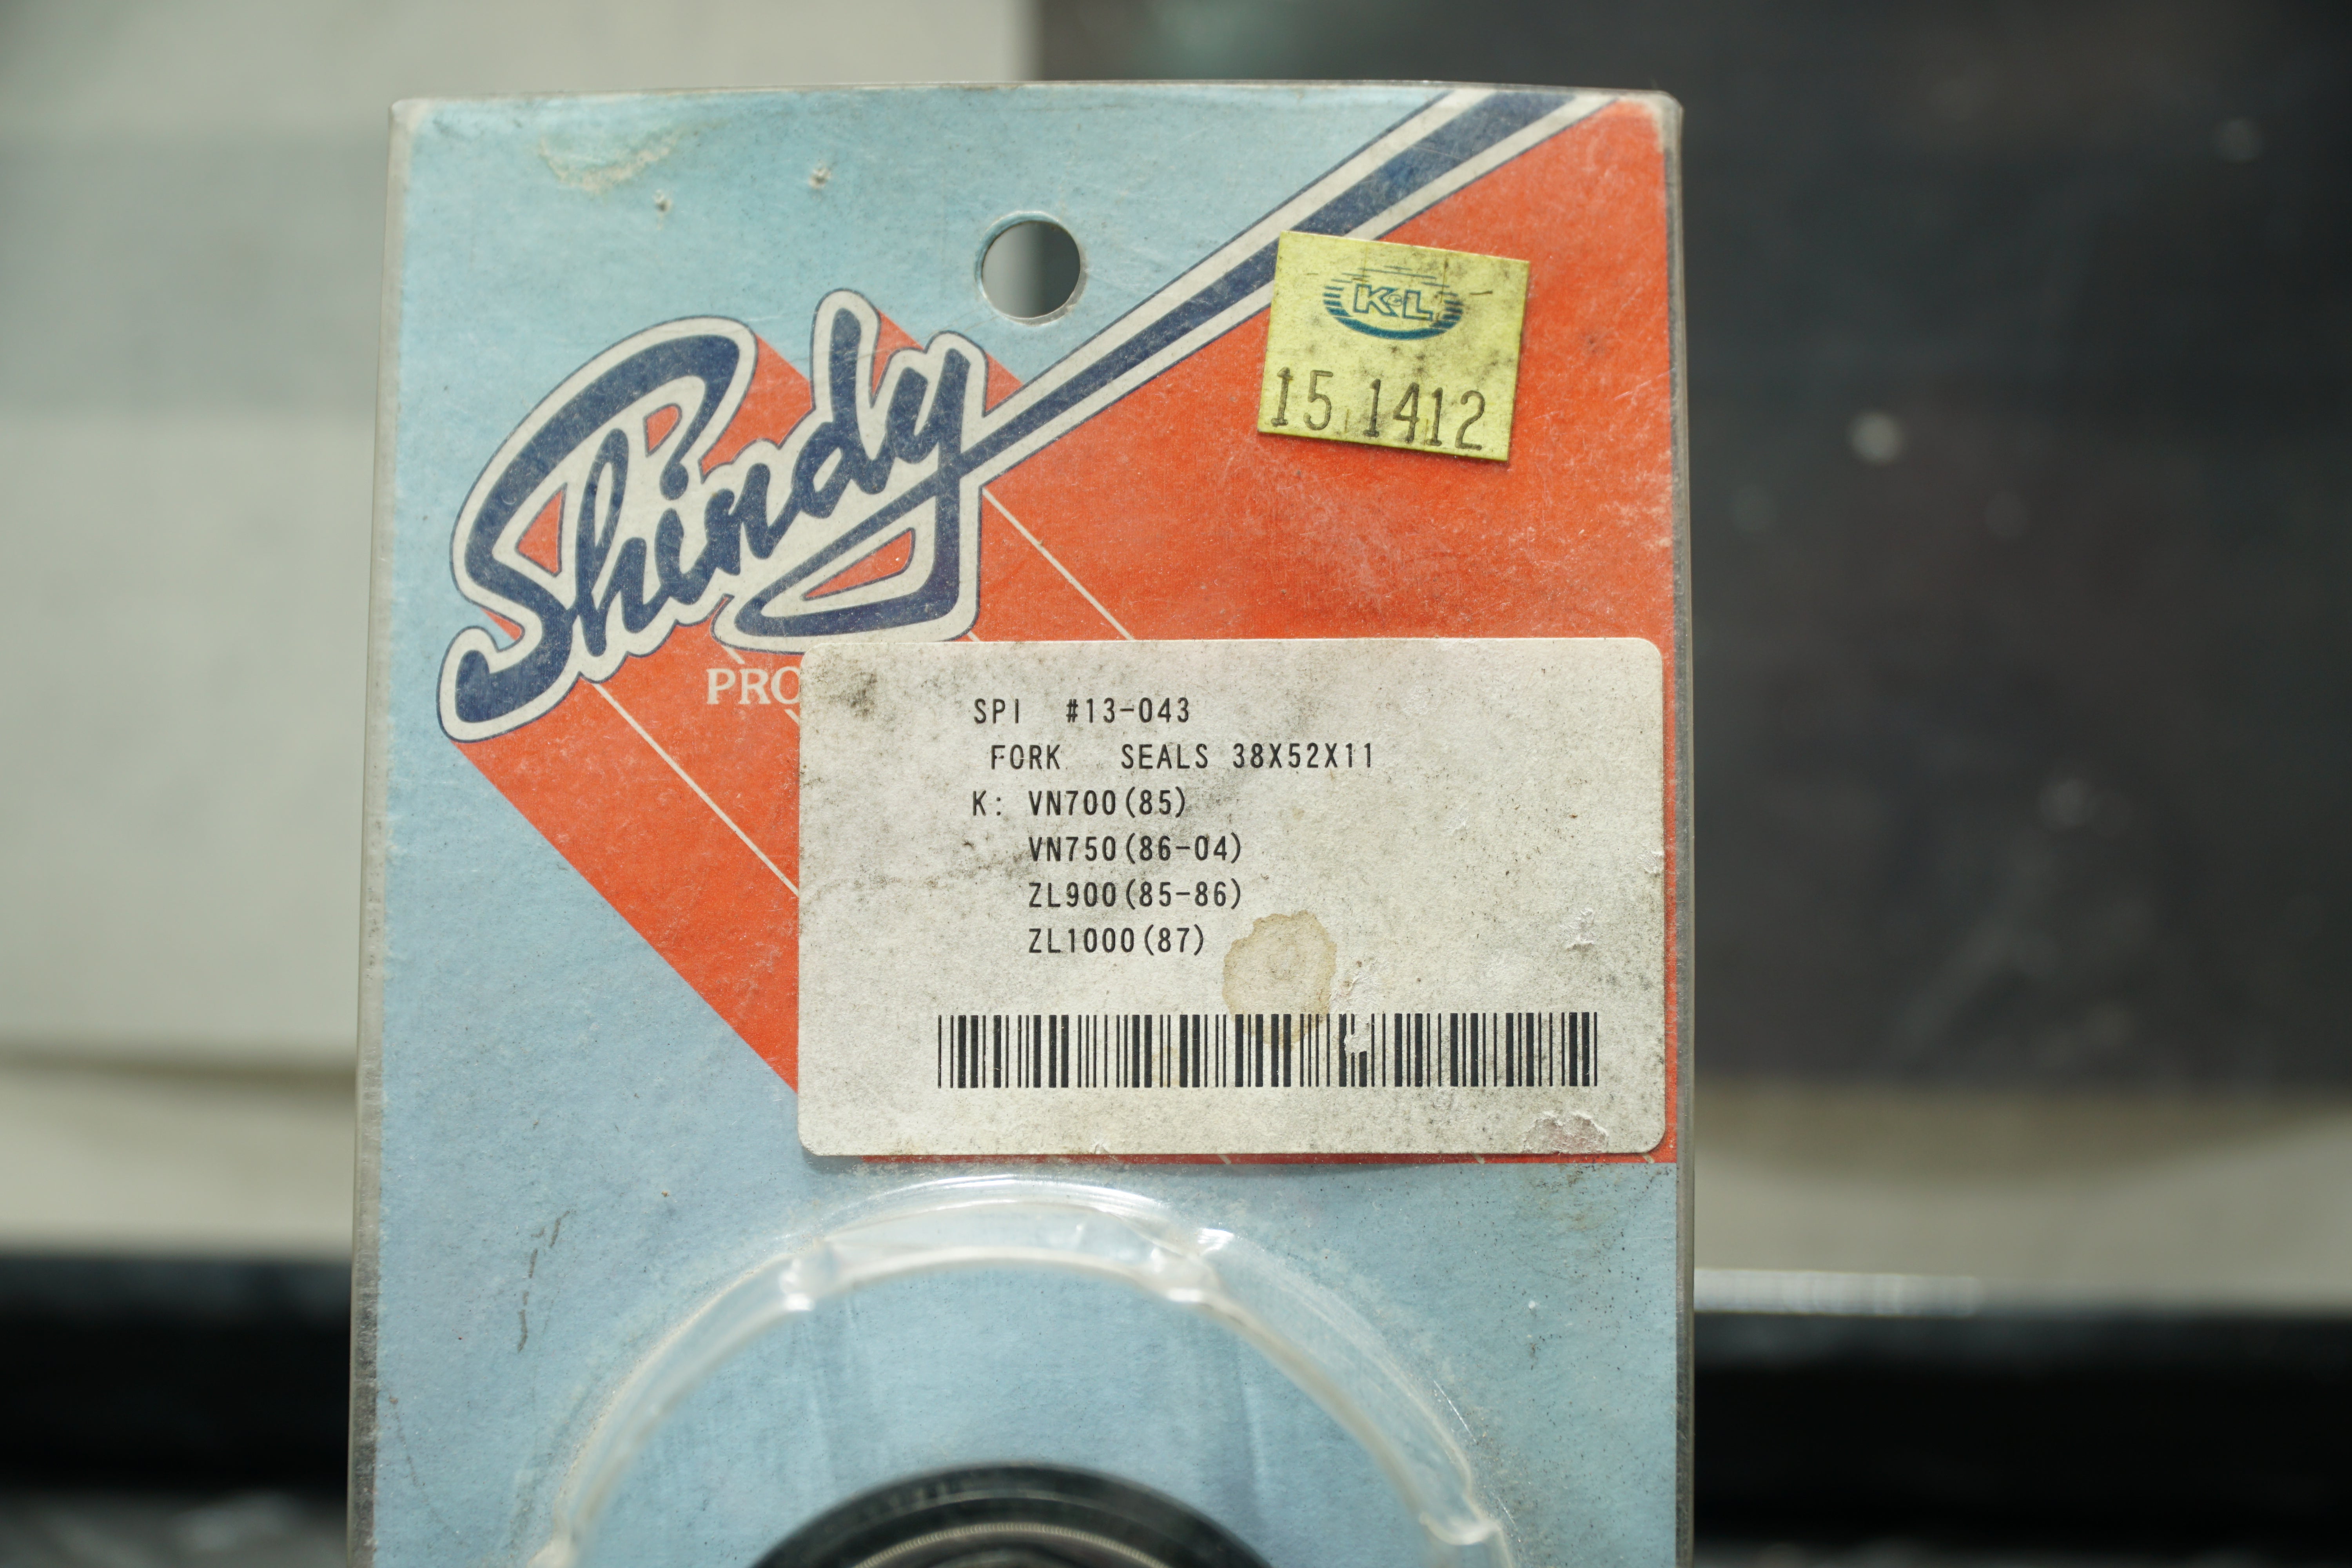 K&L
15.1412
Shindy
PRO
SPI #13-043
FORK SEALS 38X52X11
K: VN700(85)
VN750(86-04)
ZL900(85-86)
ZL1000(87)